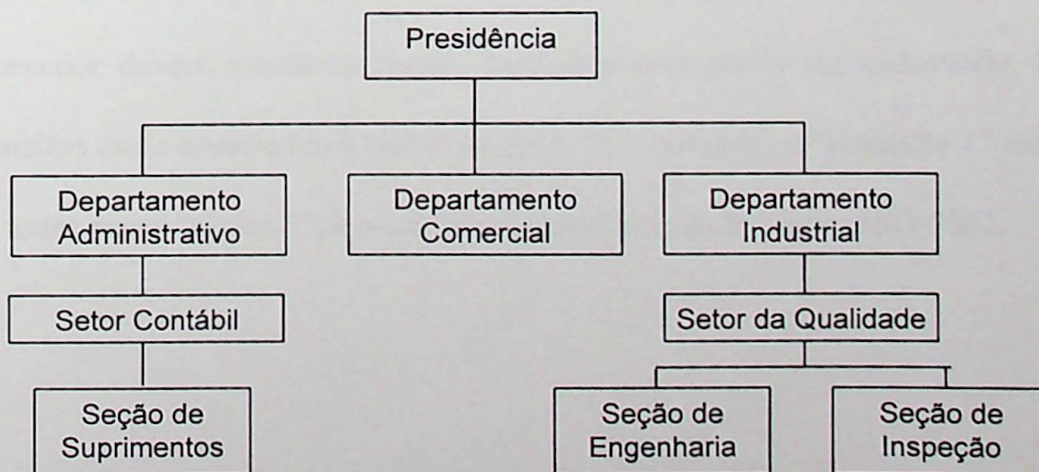 Presidência
Departamento
Administrativo
Departamento
Comercial
Departamento
Industrial
Setor Contábil
Setor da Qualidade
Seção de
Suprimentos
Seção de
Engenharia
Seção de
Inspeção